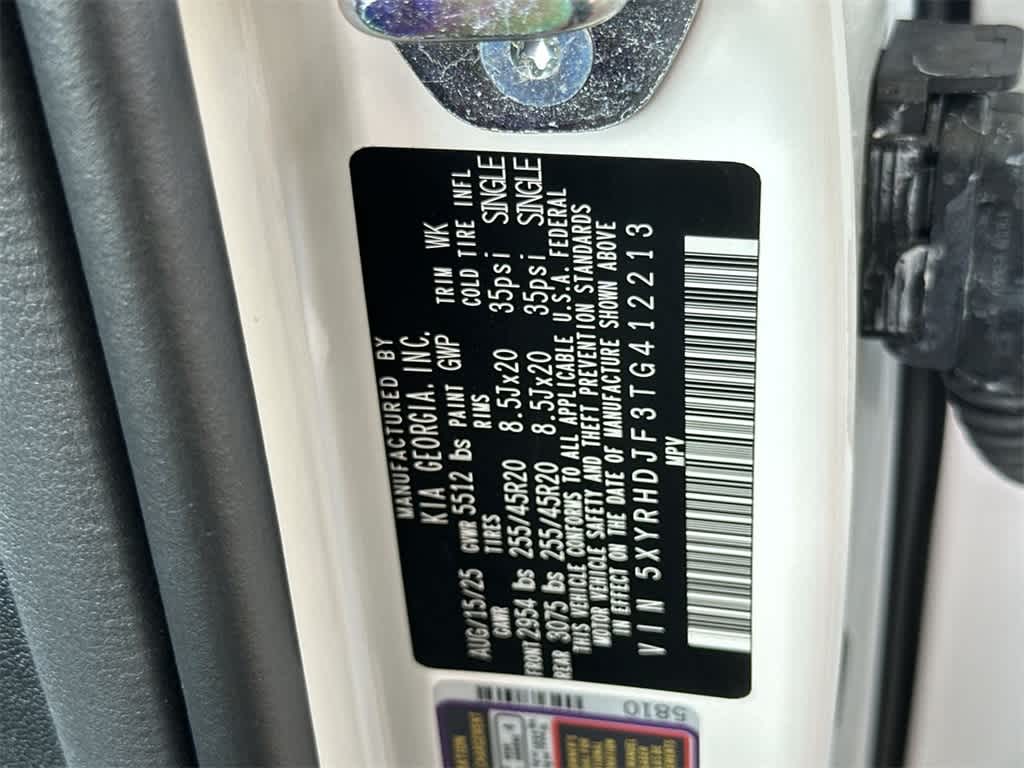 MANUFACTURED BY
KIA GEORGIA, INC.
AUG/15/25 GVWR 5512 lbs PAINT GWP TRIM WK
GAWR TIRES RIMS COLD TIRE INFL
FRONT 2954 lbs 255/45R20 8.5Jx20 35psi SINGLE
REAR 3075 lbs 255/45R20 8.5Jx20 35psi SINGLE
THIS VEHICLE CONFORMS TO ALL APPLICABLE U.S.A. FEDERAL
MOTOR VEHICLE SAFETY AND THEFT PREVENTION STANDARDS
IN EFFECT ON THE DATE OF MANUFACTURE SHOWN ABOVE
VIN 5XYRHDJF3TG412213
MPV
5810